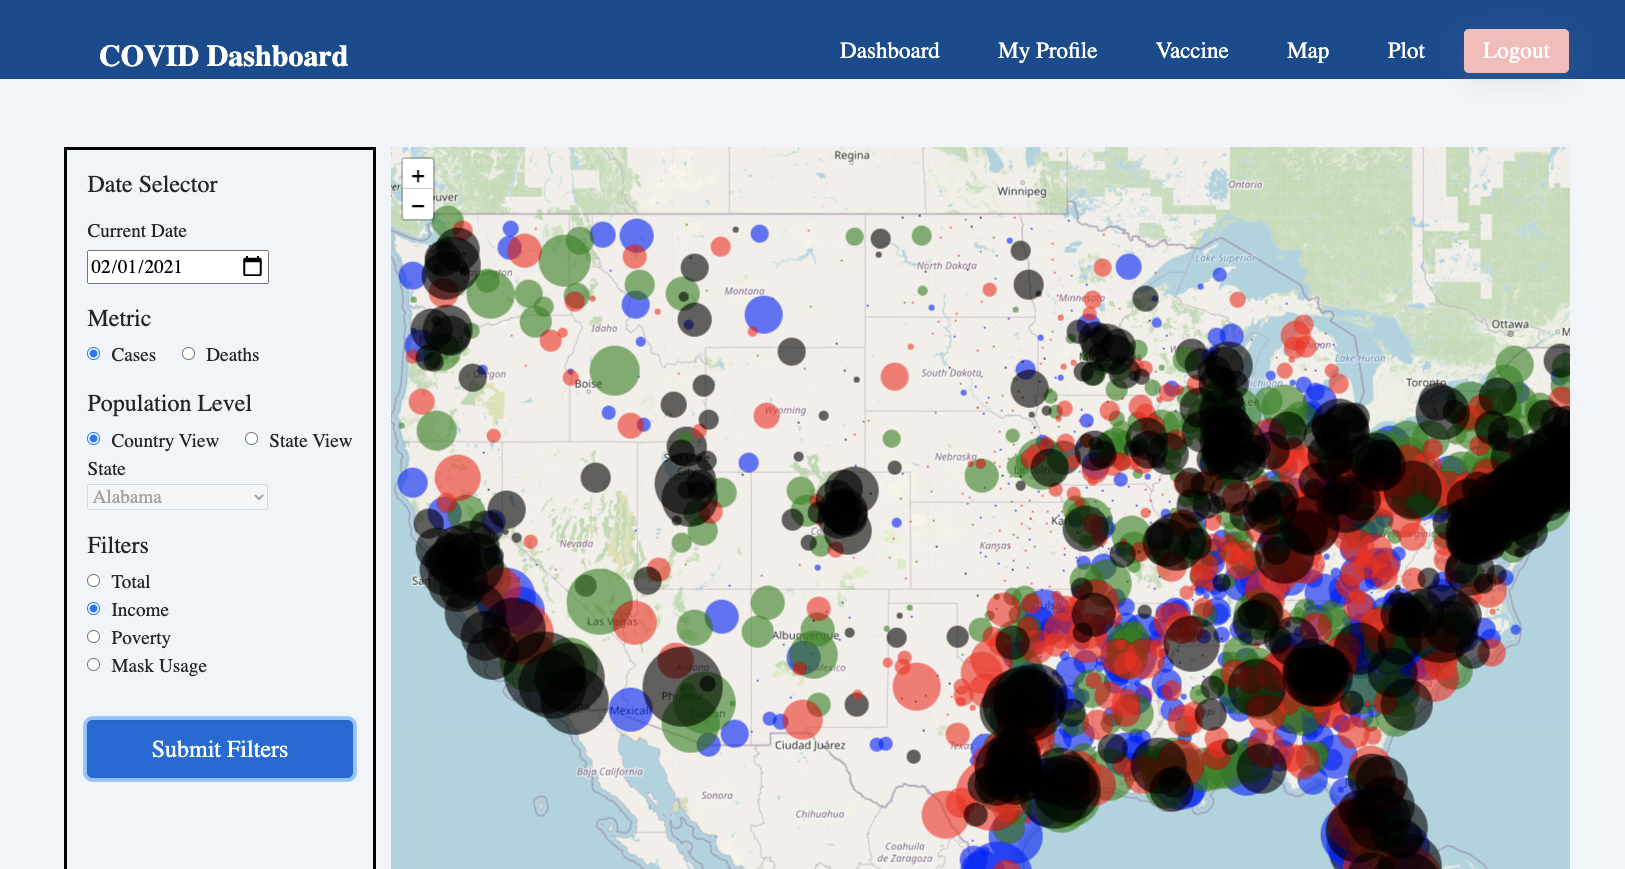 COVID Dashboard
Dashboard My Profile Vaccine Map Plot Logout
Date Selector
Current Date
02/01/2021
Metric
Cases Deaths
Population Level
Country View State View
State
Alabama
Filters
Total
Income
Poverty
Mask Usage
Submit Filters
+
−
Regina
Winnipeg
Ontario
Lake Superior
North Dakota
Montana
Minnesota
Ottawa
Idaho
Lake Huron
South Dakota
Boise
Toronto
Wyoming
Nebraska
Nevada
Kansas
Las Vegas
Albuquerque
Arizona
Mexicali
Tucson
Ciudad Juárez
Texas
Baja California
Sonora
Chihuahua
Coahuila
de Zaragoza